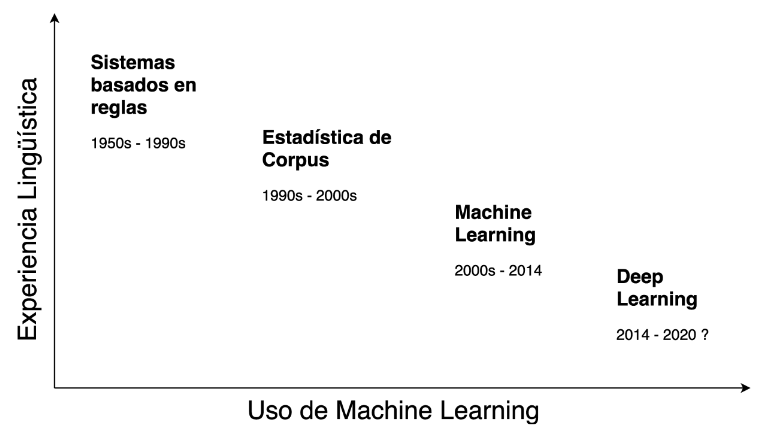 Experiencia Lingüística
Sistemas
basados en
reglas
1950s - 1990s
Estadística de
Corpus
1990s - 2000s
Machine
Learning
2000s - 2014
Deep
Learning
2014 - 2020 ?
Uso de Machine Learning